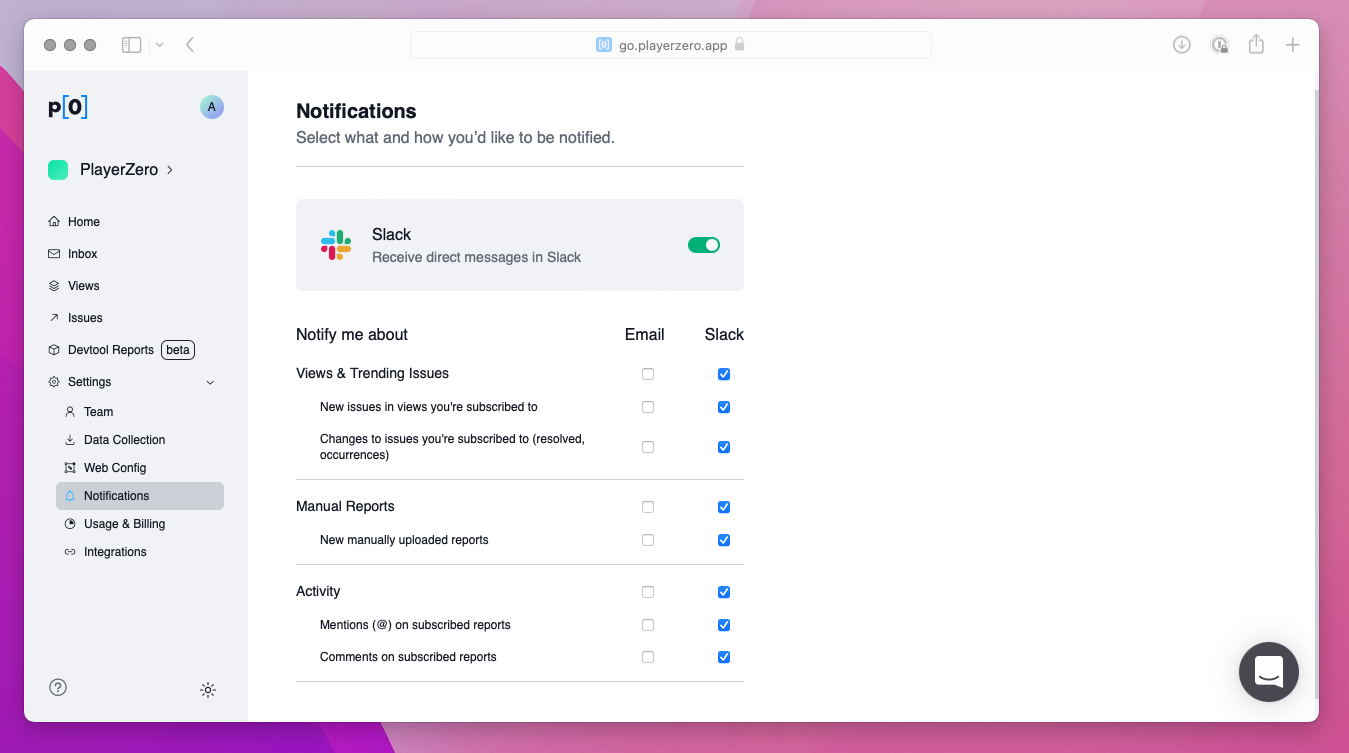 go.playerzero.app
p[0]
A
PlayerZero
Home
Inbox
Views
Issues
Devtool Reports beta
Settings
Team
Data Collection
Web Config
Notifications
Usage & Billing
Integrations
Notifications
Select what and how you’d like to be notified.
Slack
Receive direct messages in Slack
Notify me about Email Slack
Views & Trending Issues
New issues in views you're subscribed to
Changes to issues you're subscribed to (resolved,
occurrences)
Manual Reports
New manually uploaded reports
Activity
Mentions (@) on subscribed reports
Comments on subscribed reports